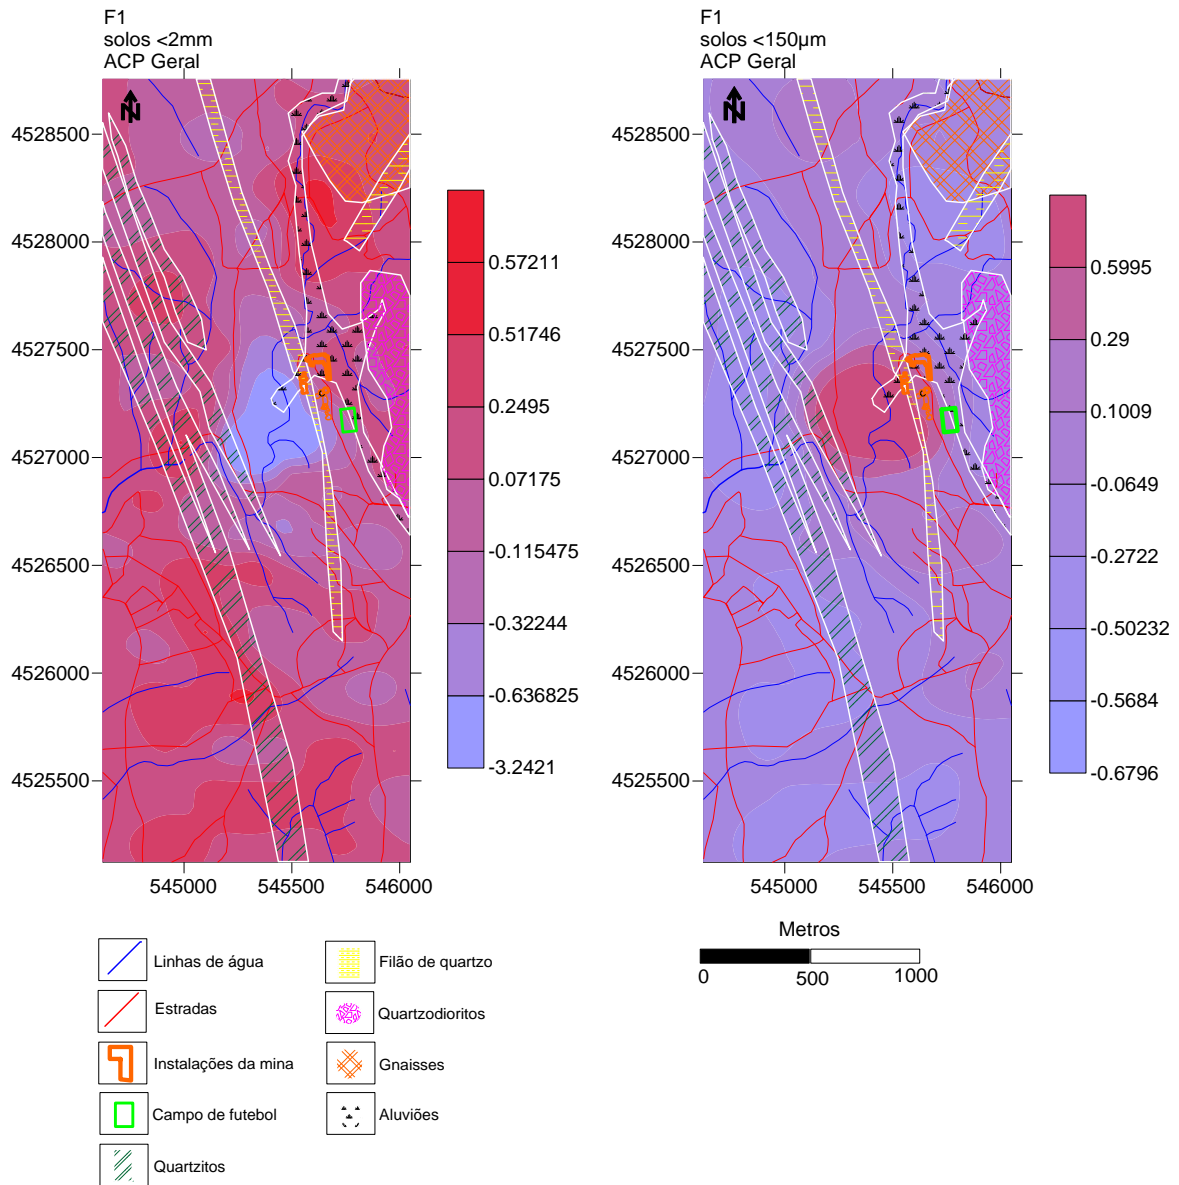 F1
solos <2mm
ACP Geral
N
4528500
4528000
4527500
4527000
4526500
4526000
4525500
545000 545500 546000
0.57211
0.51746
0.2495
0.07175
-0.115475
-0.32244
-0.636825
-3.2421
F1
solos <150µm
ACP Geral
N
4528500
4528000
4527500
4527000
4526500
4526000
4525500
545000 545500 546000
0.5995
0.29
0.1009
-0.0649
-0.2722
-0.50232
-0.5684
-0.6796
Linhas de água
Estradas
Instalações da mina
Campo de futebol
Quartzitos
Filão de quartzo
Quartzodioritos
Gnaisses
Aluviões
Metros
0 500 1000